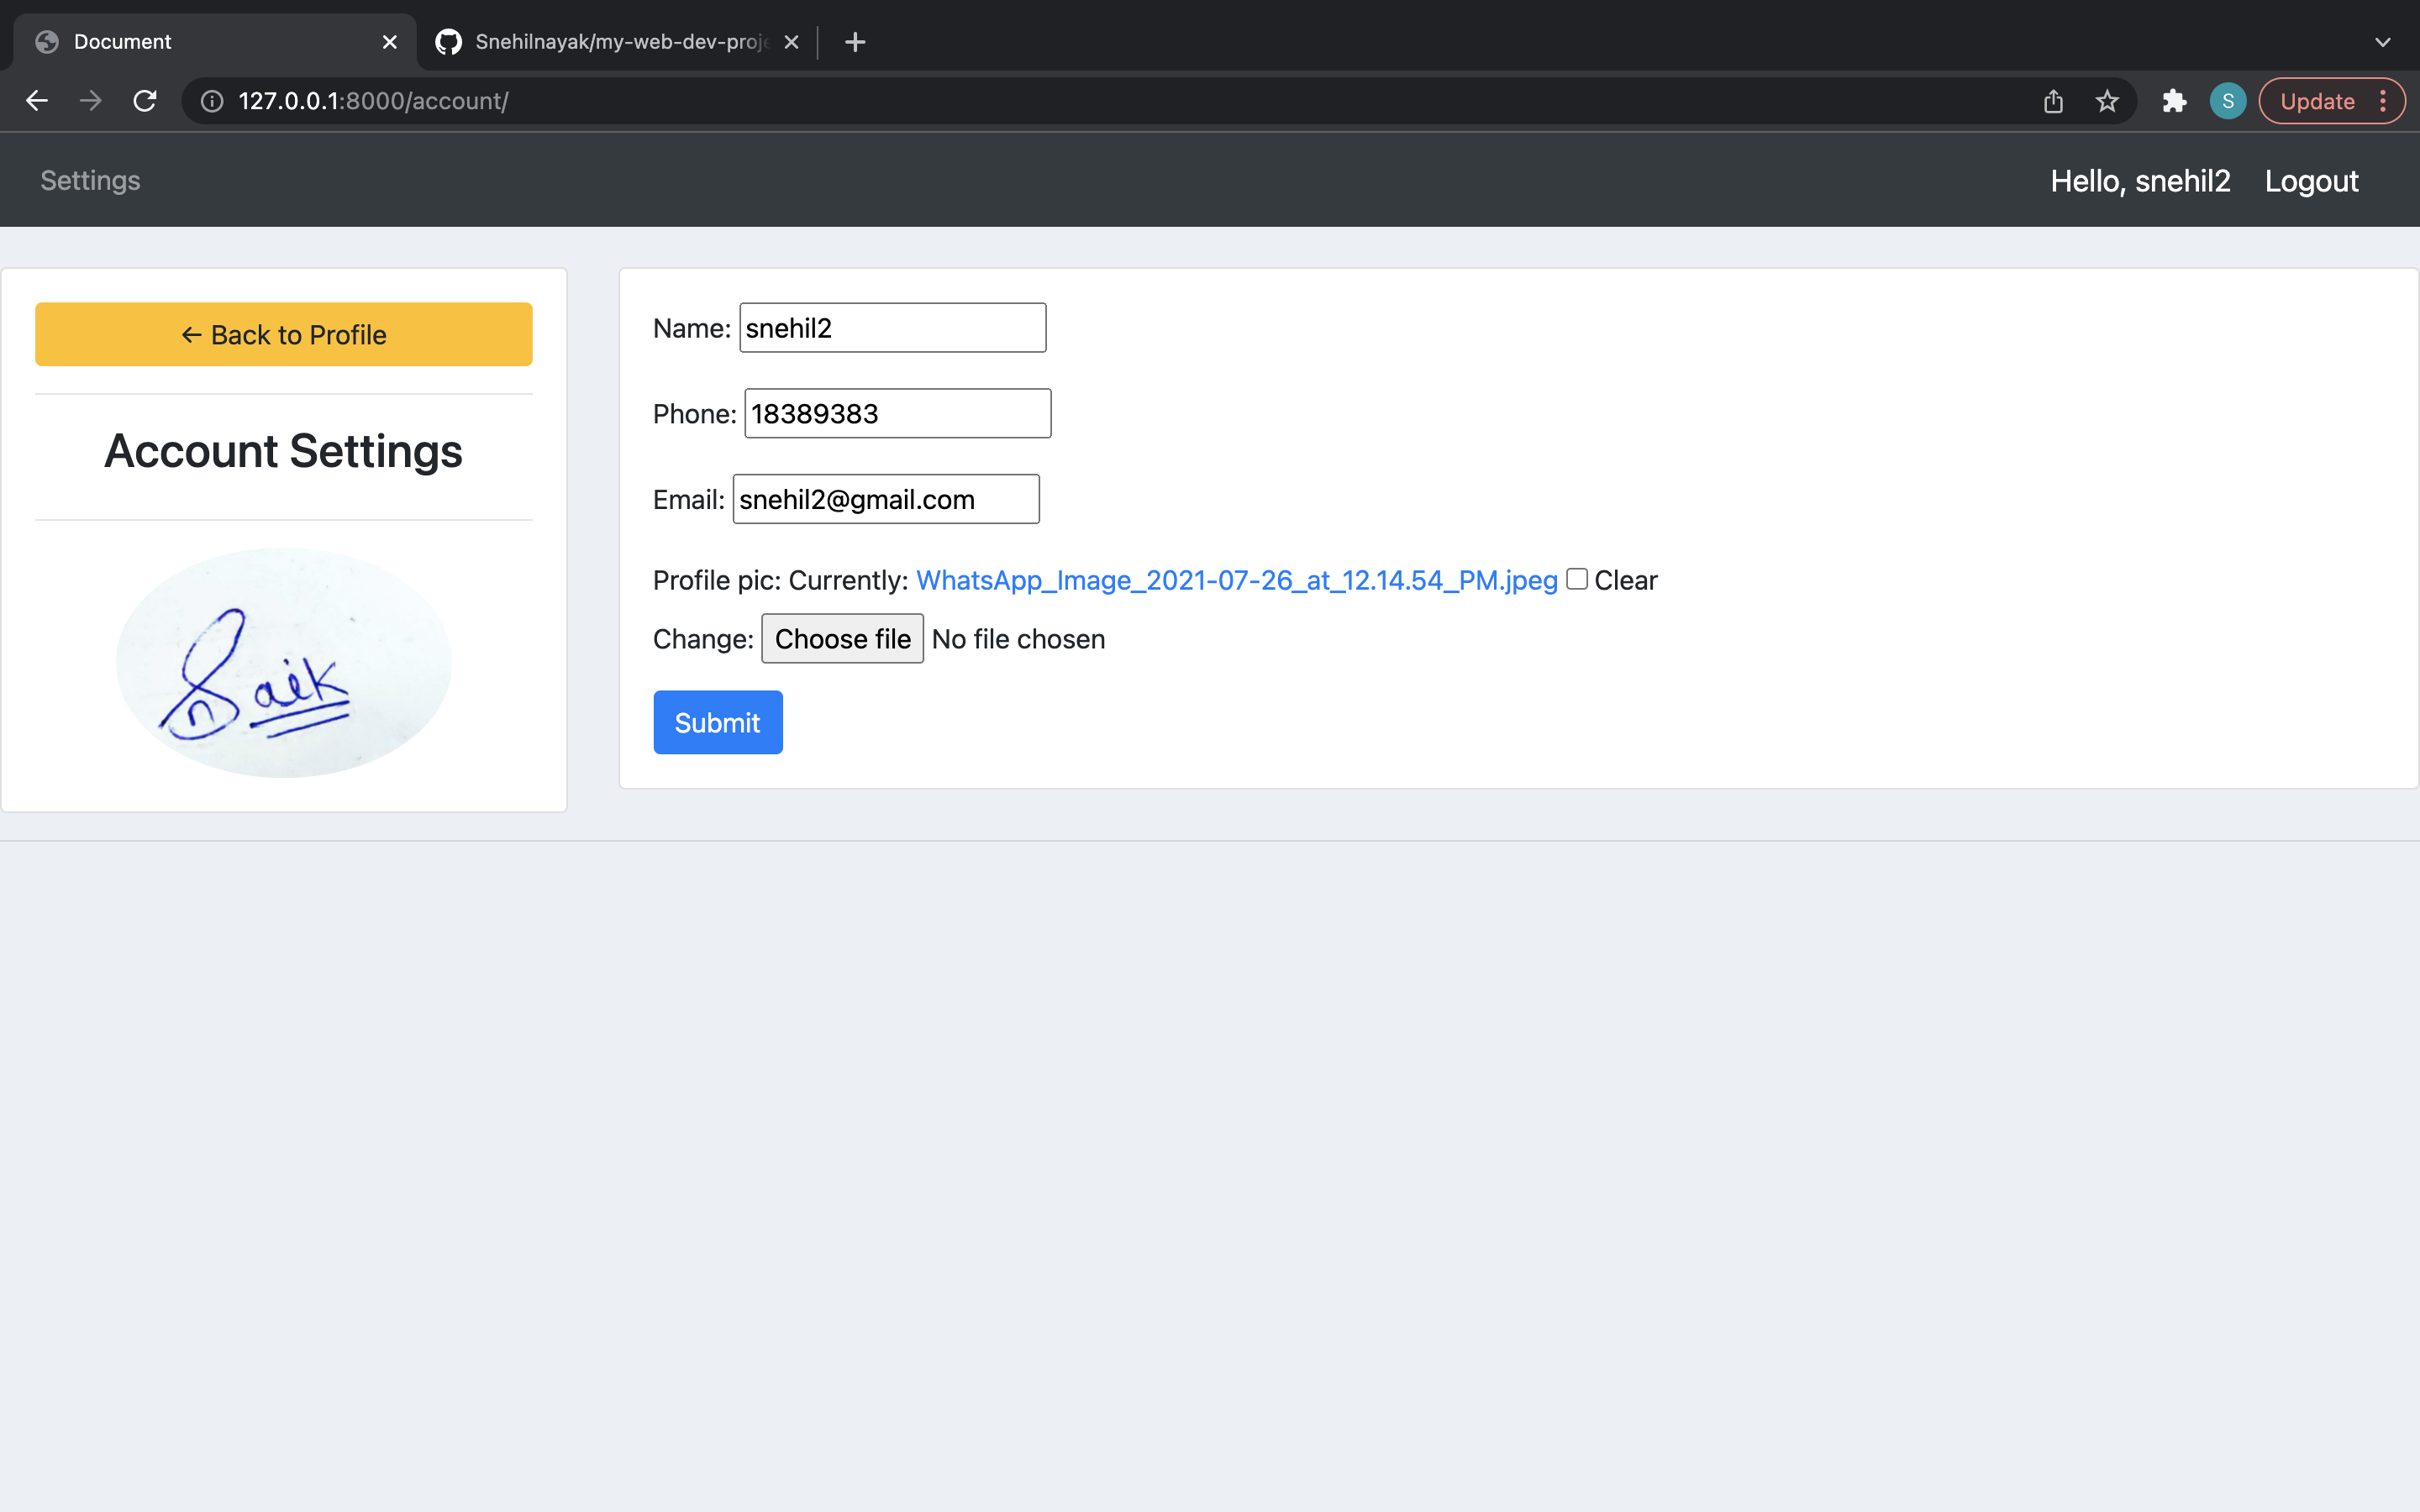 Document
Snehilnayak/my-web-dev-proje
127.0.0.1:8000/account/
S
Update
Settings
Hello, snehil2
Logout
← Back to Profile
Account Settings
Name: snehil2
Phone: 18389383
Email: snehil2@gmail.com
Profile pic: Currently: WhatsApp_Image_2021-07-26_at_12.14.54_PM.jpeg Clear
Change: Choose file No file chosen
Submit